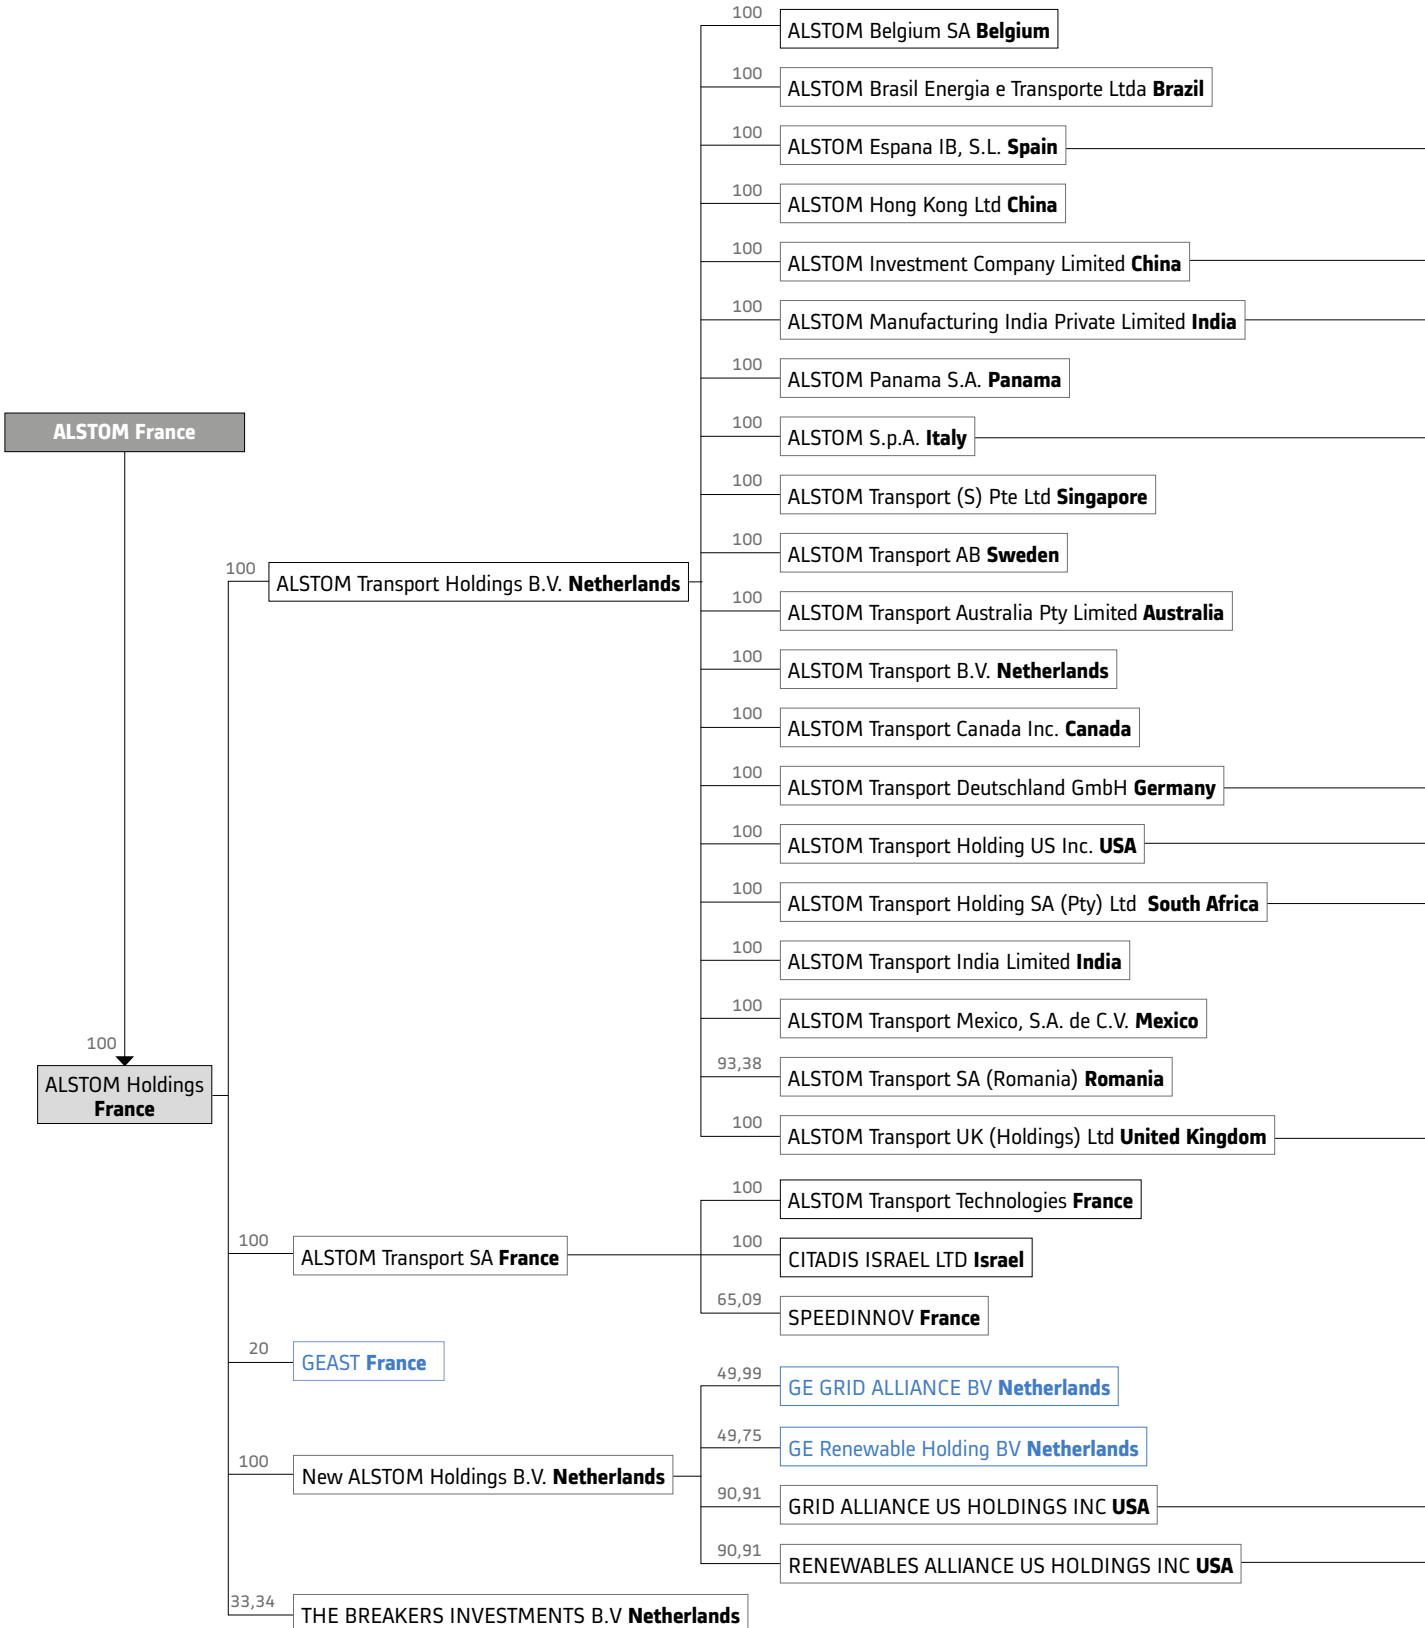 100
ALSTOM Belgium SA Belgium
100
ALSTOM Brasil Energia e Transporte Ltda Brazil
100
ALSTOM Espana IB, S.L. Spain
100
ALSTOM Hong Kong Ltd China
100
ALSTOM Investment Company Limited China
100
ALSTOM Manufacturing India Private Limited India
100
ALSTOM Panama S.A. Panama
ALSTOM France
100
ALSTOM S.p.A. Italy
100
ALSTOM Transport (S) Pte Ltd Singapore
100
ALSTOM Transport AB Sweden
100
ALSTOM Transport Holdings B.V. Netherlands
100
ALSTOM Transport Australia Pty Limited Australia
100
ALSTOM Transport B.V. Netherlands
100
ALSTOM Transport Canada Inc. Canada
100
ALSTOM Transport Deutschland GmbH Germany
100
ALSTOM Transport Holding US Inc. USA
100
ALSTOM Transport Holding SA (Pty) Ltd South Africa
100
ALSTOM Transport India Limited India
100
ALSTOM Transport Mexico, S.A. de C.V. Mexico
100
ALSTOM Holdings
France
93,38
ALSTOM Transport SA (Romania) Romania
100
ALSTOM Transport UK (Holdings) Ltd United Kingdom
100
ALSTOM Transport Technologies France
100
ALSTOM Transport SA France
100
CITADIS ISRAEL LTD Israel
65,09
SPEEDINNOV France
20
GEAST France
49,99
GE GRID ALLIANCE BV Netherlands
49,75
GE Renewable Holding BV Netherlands
100
New ALSTOM Holdings B.V. Netherlands
90,91
GRID ALLIANCE US HOLDINGS INC USA
90,91
RENEWABLES ALLIANCE US HOLDINGS INC USA
33,34
THE BREAKERS INVESTMENTS B.V Netherlands